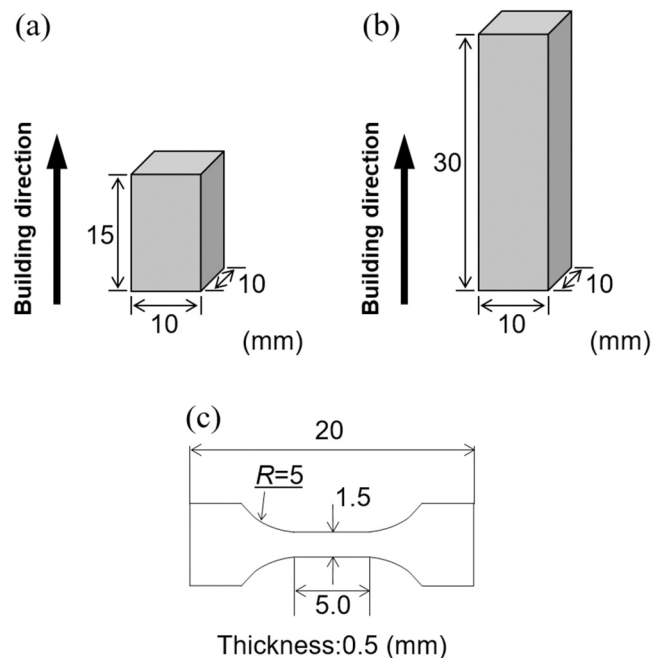 (a)
Building direction
15
10
10
(mm)
(b)
Building direction
30
10
10
(mm)
(c)
20
R=5
1.5
5.0
Thickness:0.5 (mm)